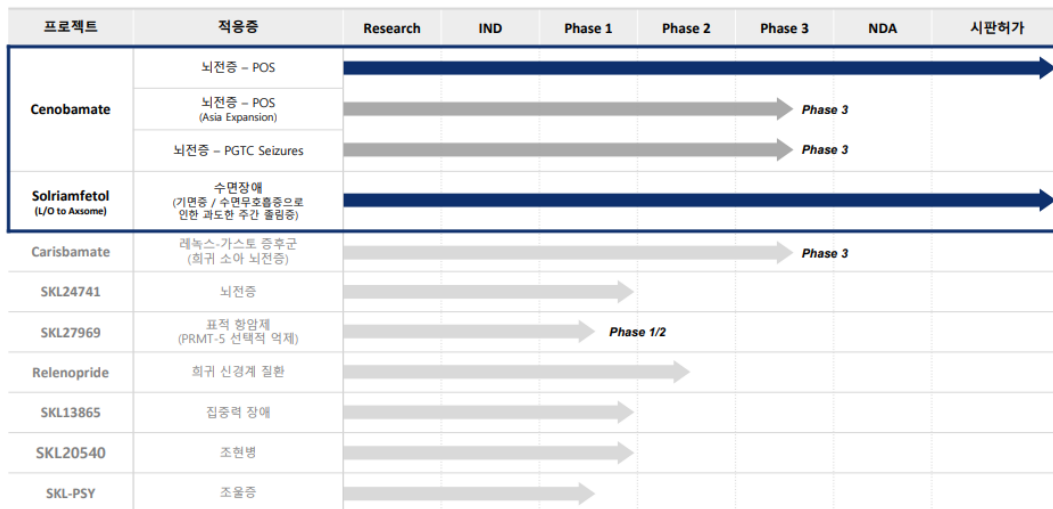 프로젝트 적응증 Research IND Phase 1 Phase 2 Phase 3 NDA 시판허가
Cenobamate
뇌전증 – POS
뇌전증 – POS
(Asia Expansion)
Phase 3
뇌전증 – PGTC Seizures
Phase 3
Solriamfetol
(L/O to Axsome)
수면장애
(기면증 / 수면무호흡증으로
인한 과도한 주간 졸림증)
Carisbamate
레녹스-가스토 증후군
(희귀 소아 뇌전증)
Phase 3
SKL24741
뇌전증
SKL27969
표적 항암제
(PRMT-5 선택적 억제)
Phase 1/2
Relenopride
희귀 신경계 질환
SKL13865
집중력 장애
SKL20540
조현병
SKL-PSY
조울증